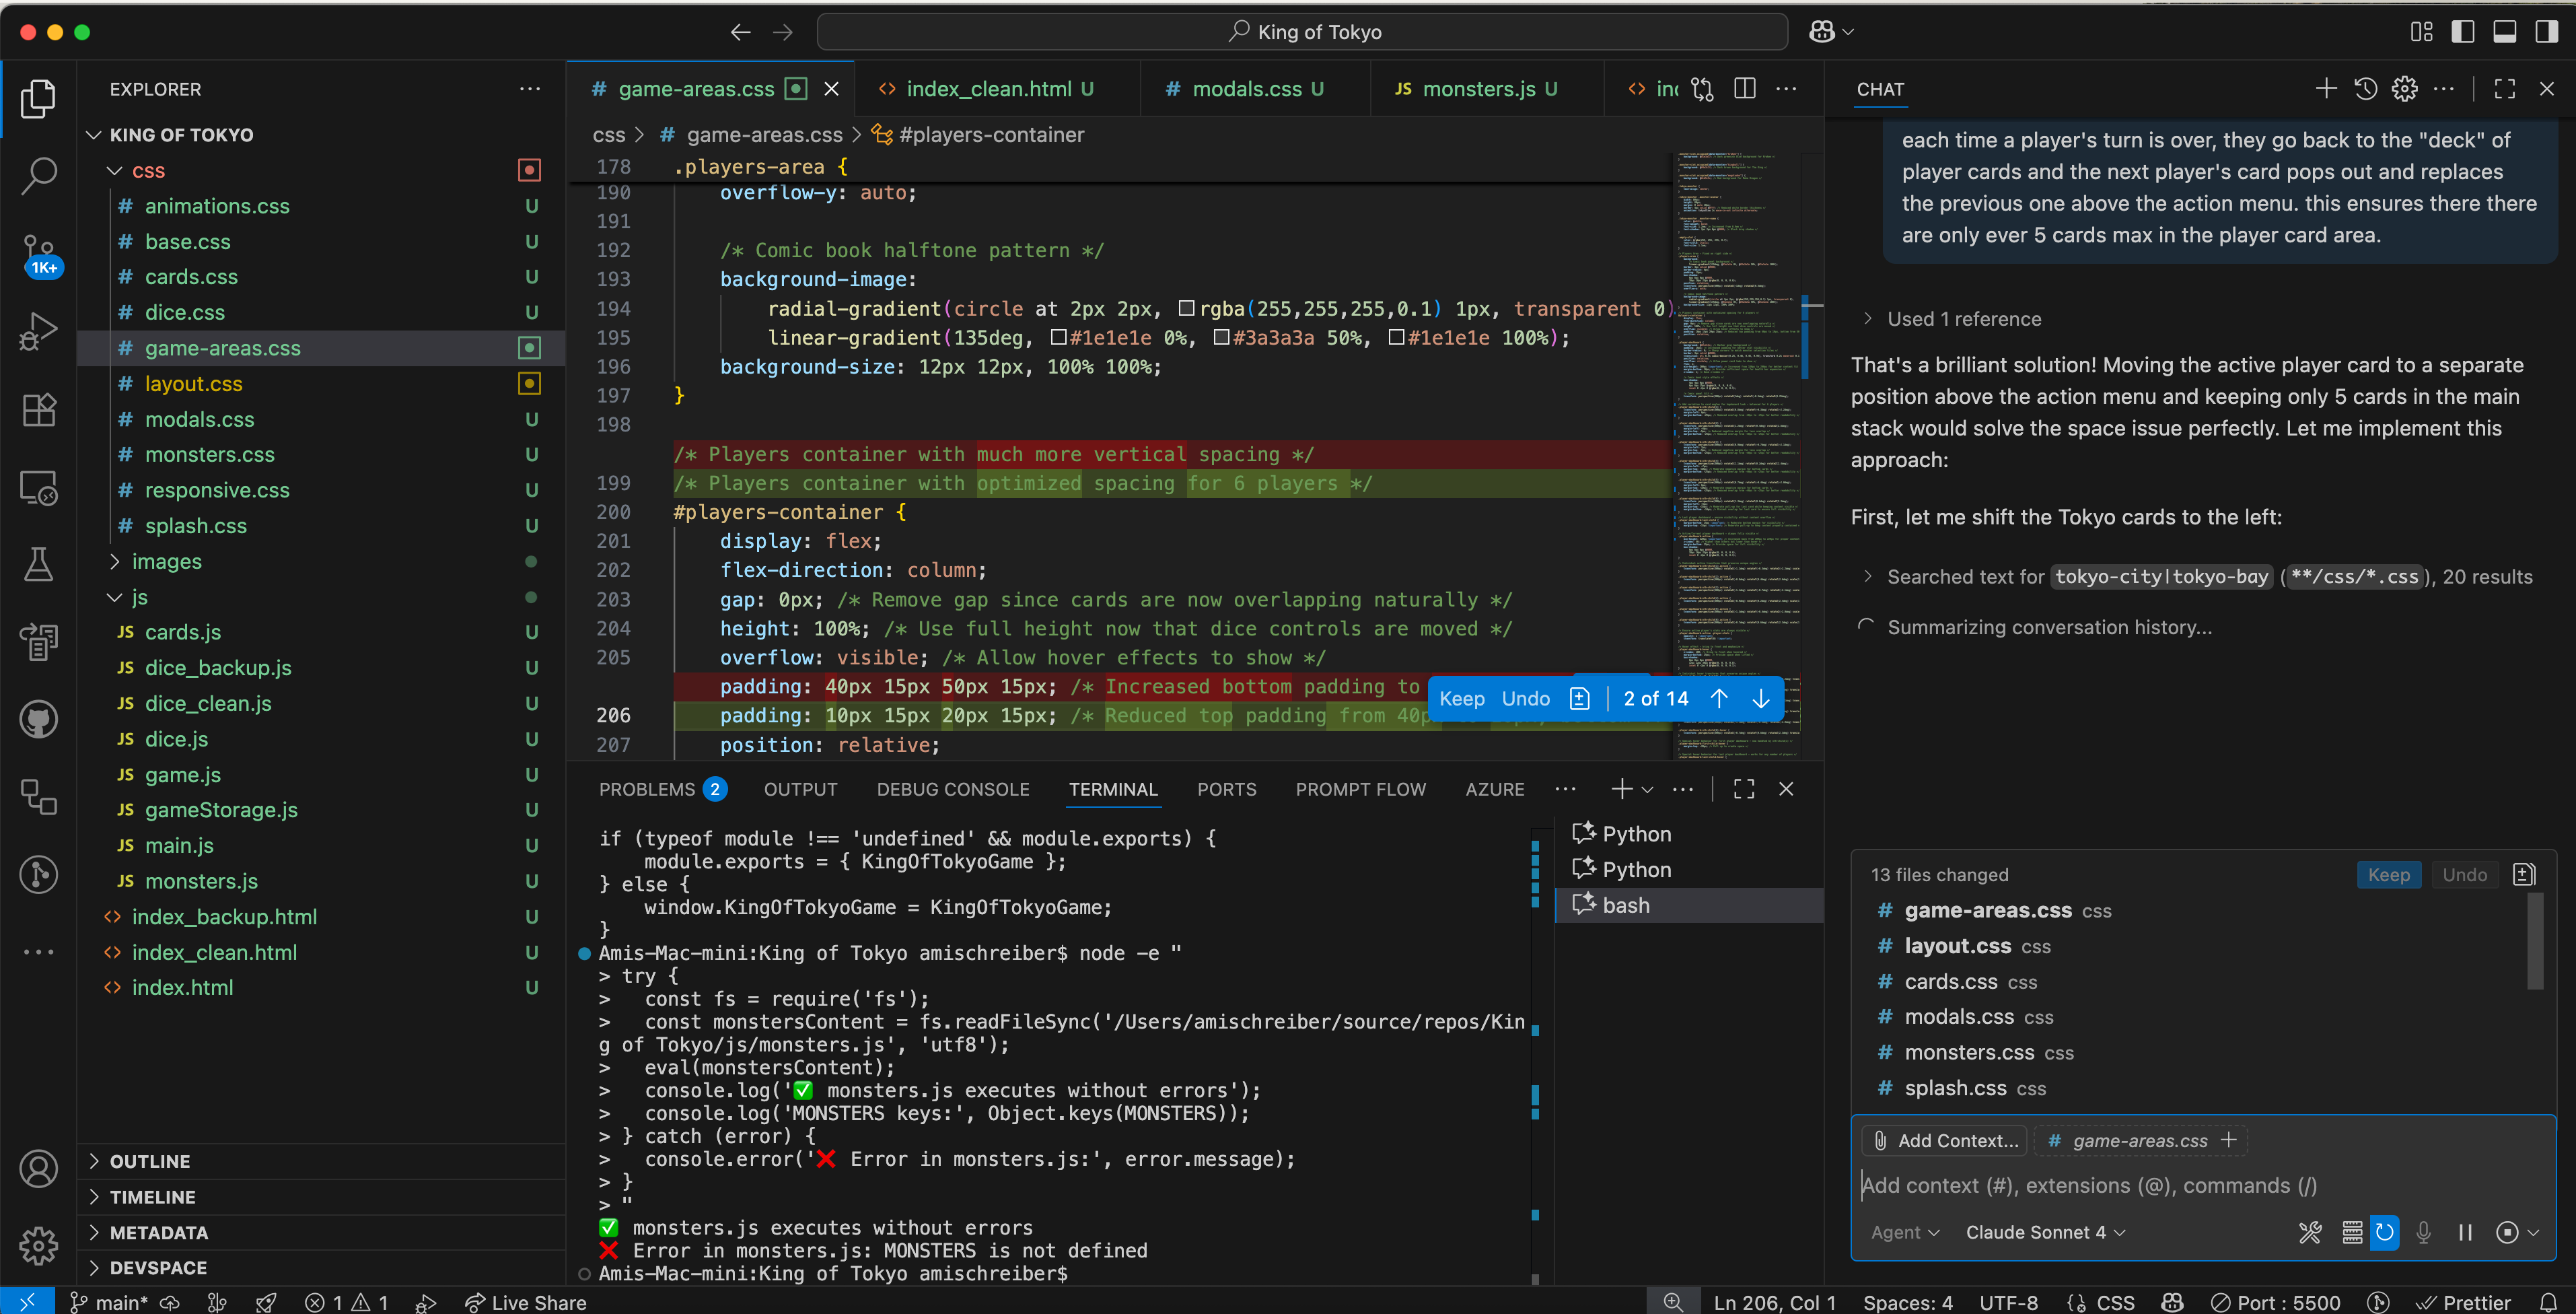 King of Tokyo
EXPLORER
KING OF TOKYO
css
# animations.css U
# base.css U
# cards.css U
# dice.css U
# game-areas.css
# layout.css
# modals.css U
# monsters.css U
# responsive.css U
# splash.css U
images
js
JS cards.js U
JS dice_backup.js U
JS dice_clean.js U
JS dice.js U
JS game.js U
JS gameStorage.js U
JS main.js U
JS monsters.js U
<> index_backup.html U
<> index_clean.html U
<> index.html U
OUTLINE
TIMELINE
METADATA
DEVSPACE
1K+
# game-areas.css
<> index_clean.html U
# modals.css U
JS monsters.js U
<> in
css > # game-areas.css > #players-container
178 .players-area {
190 overflow-y: auto;
191
192 /* Comic book halftone pattern */
193 background-image:
194 radial-gradient(circle at 2px 2px, rgba(255,255,255,0.1) 1px, transparent 0)
195 linear-gradient(135deg, #1e1e1e 0%, #3a3a3a 50%, #1e1e1e 100%);
196 background-size: 12px 12px, 100% 100%;
197 }
198
/* Players container with much more vertical spacing */
199 /* Players container with optimized spacing for 6 players */
200 #players-container {
201 display: flex;
202 flex-direction: column;
203 gap: 0px; /* Remove gap since cards are now overlapping naturally */
204 height: 100%; /* Use full height now that dice controls are moved */
205 overflow: visible; /* Allow hover effects to show */
padding: 40px 15px 50px 15px; /* Increased bottom padding to
206 padding: 10px 15px 20px 15px; /* Reduced top padding from 40p
207 position: relative;
Keep Undo 2 of 14
PROBLEMS 2 OUTPUT DEBUG CONSOLE TERMINAL PORTS PROMPT FLOW AZURE
if (typeof module !== 'undefined' && module.exports) {
module.exports = { KingOfTokyoGame };
} else {
window.KingOfTokyoGame = KingOfTokyoGame;
}
Amis-Mac-mini:King of Tokyo amischreiber$ node -e "
> try {
> const fs = require('fs');
> const monstersContent = fs.readFileSync('/Users/amischreiber/source/repos/Kin
g of Tokyo/js/monsters.js', 'utf8');
> eval(monstersContent);
> console.log('✅ monsters.js executes without errors');
> console.log('MONSTERS keys:', Object.keys(MONSTERS));
> } catch (error) {
> console.error('❌ Error in monsters.js:', error.message);
> }
> "
✅ monsters.js executes without errors
❌ Error in monsters.js: MONSTERS is not defined
Amis-Mac-mini:King of Tokyo amischreiber$
Python
Python
bash
CHAT
each time a player's turn is over, they go back to the "deck" of
player cards and the next player's card pops out and replaces
the previous one above the action menu. this ensures there there
are only ever 5 cards max in the player card area.
Used 1 reference
That's a brilliant solution! Moving the active player card to a separate
position above the action menu and keeping only 5 cards in the main
stack would solve the space issue perfectly. Let me implement this
approach:
First, let me shift the Tokyo cards to the left:
Searched text for tokyo-city|tokyo-bay (**/css/*.css), 20 results
Summarizing conversation history...
13 files changed Keep Undo
# game-areas.css css
# layout.css css
# cards.css css
# modals.css css
# monsters.css css
# splash.css css
Add Context... # game-areas.css +
Add context (#), extensions (@), commands (/)
Agent Claude Sonnet 4
main* 1 1 Live Share Ln 206, Col 1 Spaces: 4 UTF-8 CSS Port : 5500 Prettier